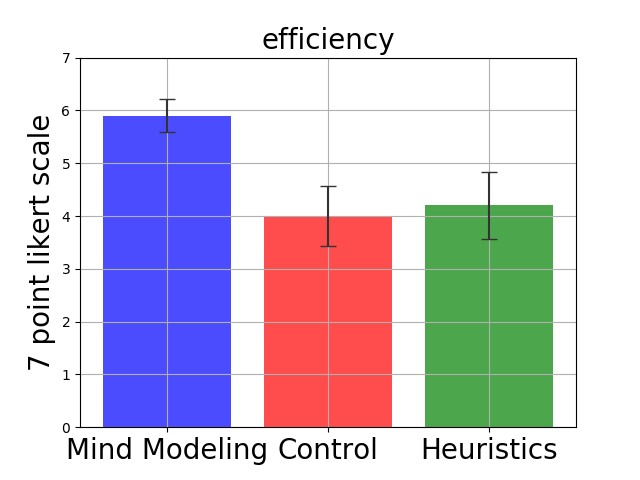 efficiency
7 point likert scale
7
6
5
4
3
2
1
0
Mind Modeling Control Heuristics